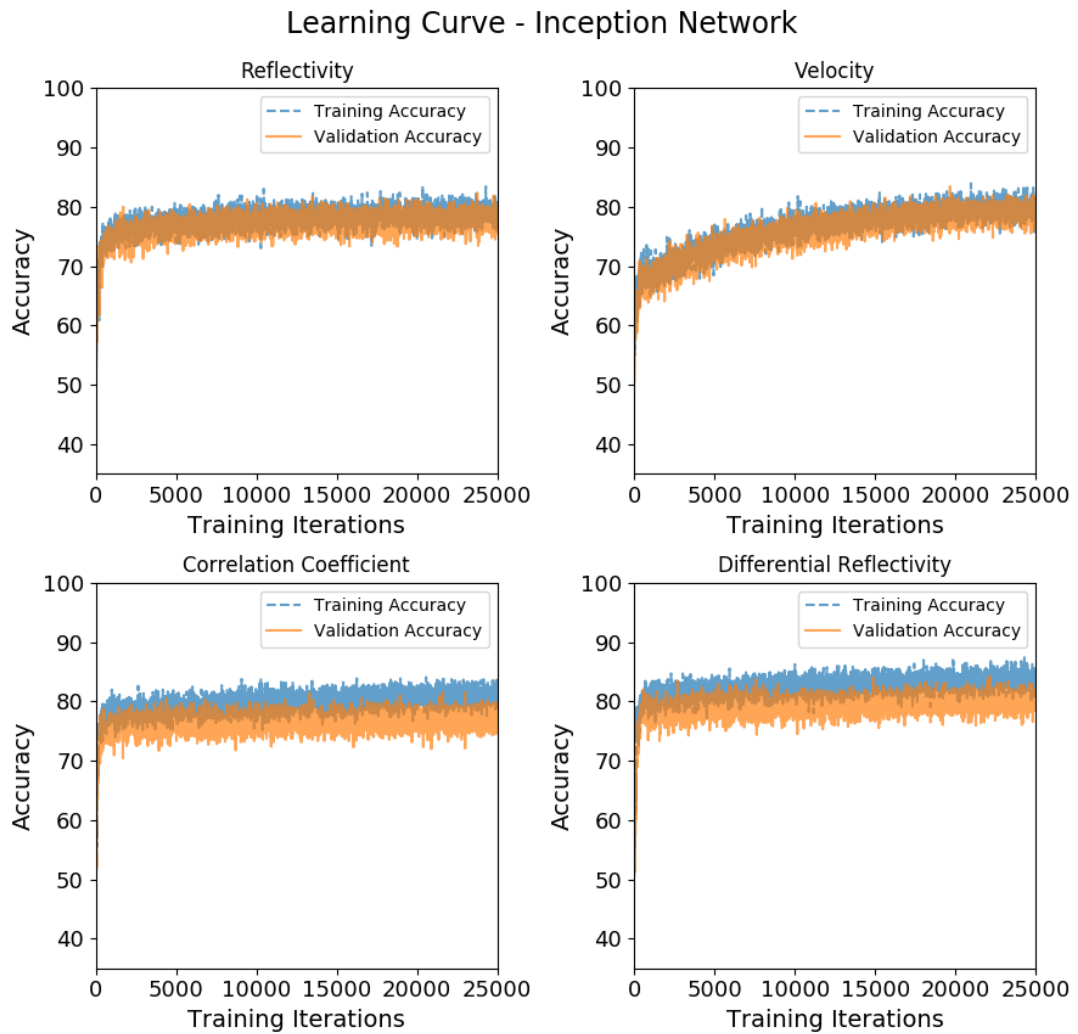 Learning Curve - Inception Network
Reflectivity
100
90
80
70
60
50
40
Accuracy
Training Accuracy
Validation Accuracy
0 5000 10000 15000 20000 25000
Training Iterations
Velocity
100
90
80
70
60
50
40
Accuracy
Training Accuracy
Validation Accuracy
0 5000 10000 15000 20000 25000
Training Iterations
Correlation Coefficient
100
90
80
70
60
50
40
Accuracy
Training Accuracy
Validation Accuracy
0 5000 10000 15000 20000 25000
Training Iterations
Differential Reflectivity
100
90
80
70
60
50
40
Accuracy
Training Accuracy
Validation Accuracy
0 5000 10000 15000 20000 25000
Training Iterations